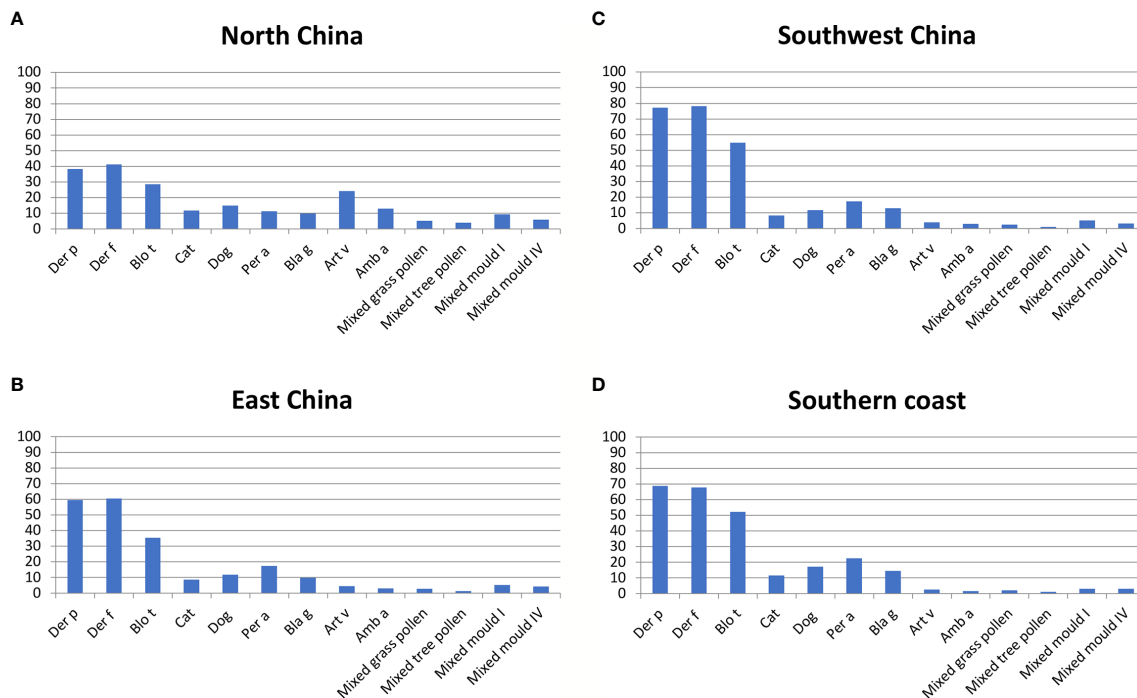 A
North China
100
90
80
70
60
50
40
30
20
10
0
Der p
Der f
Blo t
Cat
Dog
Per a
Bla g
Art v
Amb a
Mixed grass pollen
Mixed tree pollen
Mixed mould I
Mixed mould IV
B
East China
100
90
80
70
60
50
40
30
20
10
0
Der p
Der f
Blo t
Cat
Dog
Per a
Bla g
Art v
Amb a
Mixed grass pollen
Mixed tree pollen
Mixed mould I
Mixed mould IV
C
Southwest China
100
90
80
70
60
50
40
30
20
10
0
Der p
Der f
Blo t
Cat
Dog
Per a
Bla g
Art v
Amb a
Mixed grass pollen
Mixed tree pollen
Mixed mould I
Mixed mould IV
D
Southern coast
100
90
80
70
60
50
40
30
20
10
0
Der p
Der f
Blo t
Cat
Dog
Per a
Bla g
Art v
Amb a
Mixed grass pollen
Mixed tree pollen
Mixed mould I
Mixed mould IV